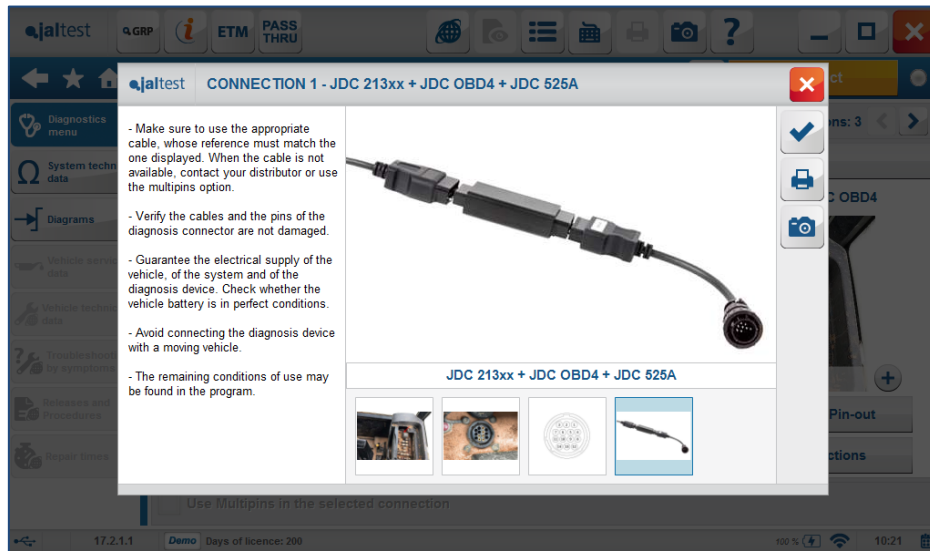 jaltest
GRP
i
ETM
PASS
THRU
?
CONNECTION 1 - JDC 213xx + JDC OBD4 + JDC 525A
- Make sure to use the appropriate
cable, whose reference must match the
one displayed. When the cable is not
available, contact your distributor or use
the multipins option.
- Verify the cables and the pins of the
diagnosis connector are not damaged.
- Guarantee the electrical supply of the
vehicle, of the system and of the
diagnosis device. Check whether the
vehicle battery is in perfect conditions.
- Avoid connecting the diagnosis device
with a moving vehicle.
- The remaining conditions of use may
be found in the program.
jaltest
JDC 213xx + JDC OBD4 + JDC 525A
Diagnostics
menu
System techn
data
Diagrams
Vehicle servic
data
Vehicle technic
data
Troubleshooti
by symptoms
Releases and
Procedures
Repair times
ct
ns: 3
C OBD4
Pin-out
ctions
Use Multipins in the selected connection
17.2.1.1
Demo
Days of licence: 200
100 %
10:21